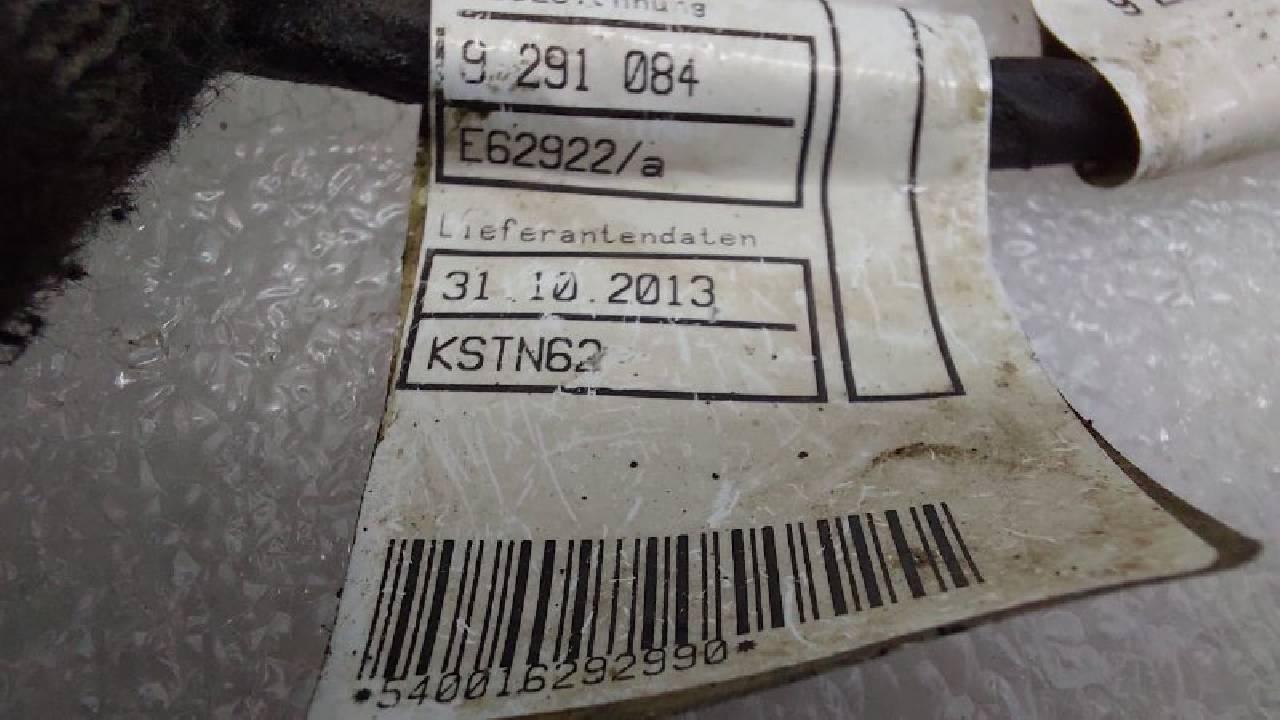 9 291 084
E62922/a
Lieferantendaten
31.10.2013
KSTN62
*540016292990*